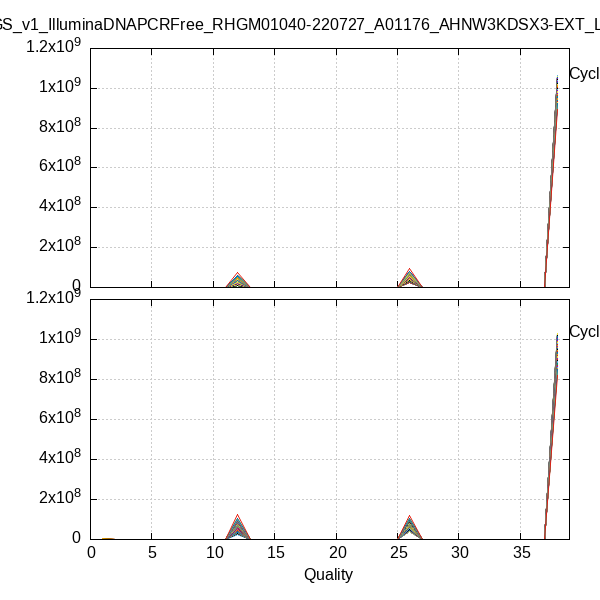 GS_v1_IlluminaDNAPCRFree_RHGM01040-220727_A01176_AHNW3KDSX3-EXT_L
1.2x10⁹
Cycl
1x10⁹
8x10⁸
6x10⁸
4x10⁸
2x10⁸
0
1.2x10⁹
Cycl
1x10⁹
8x10⁸
6x10⁸
4x10⁸
2x10⁸
0
0 5 10 15 20 25 30 35
Quality